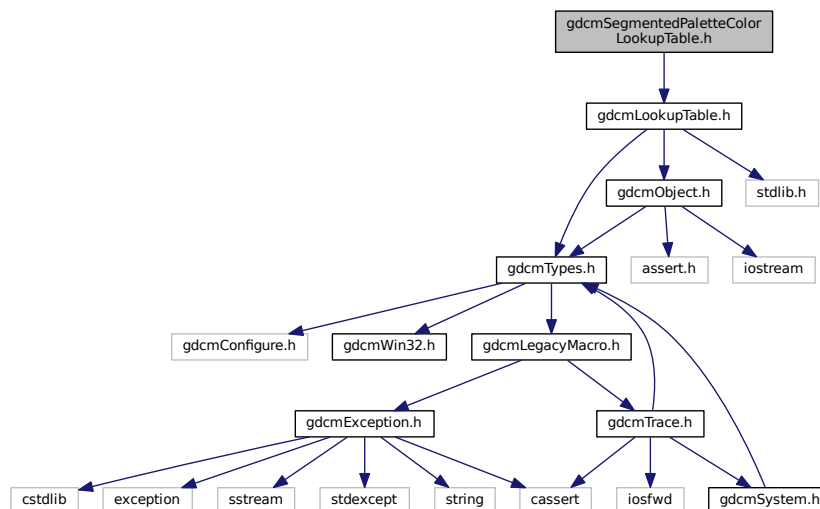 gdcmSegmentedPaletteColor
LookupTable.h
gdcmLookupTable.h
gdcmObject.h
stdlib.h
gdcmTypes.h
assert.h
iostream
gdcmConfigure.h
gdcmWin32.h
gdcmLegacyMacro.h
gdcmException.h
gdcmTrace.h
cstdlib
exception
sstream
stdexcept
string
cassert
iosfwd
gdcmSystem.h